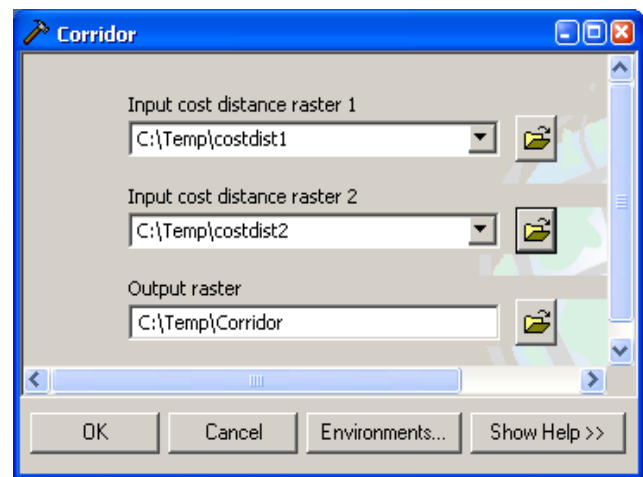 Corridor
Input cost distance raster 1
C:\Temp\costdist1
Input cost distance raster 2
C:\Temp\costdist2
Output raster
C:\Temp\Corridor
OK Cancel Environments... Show Help >>